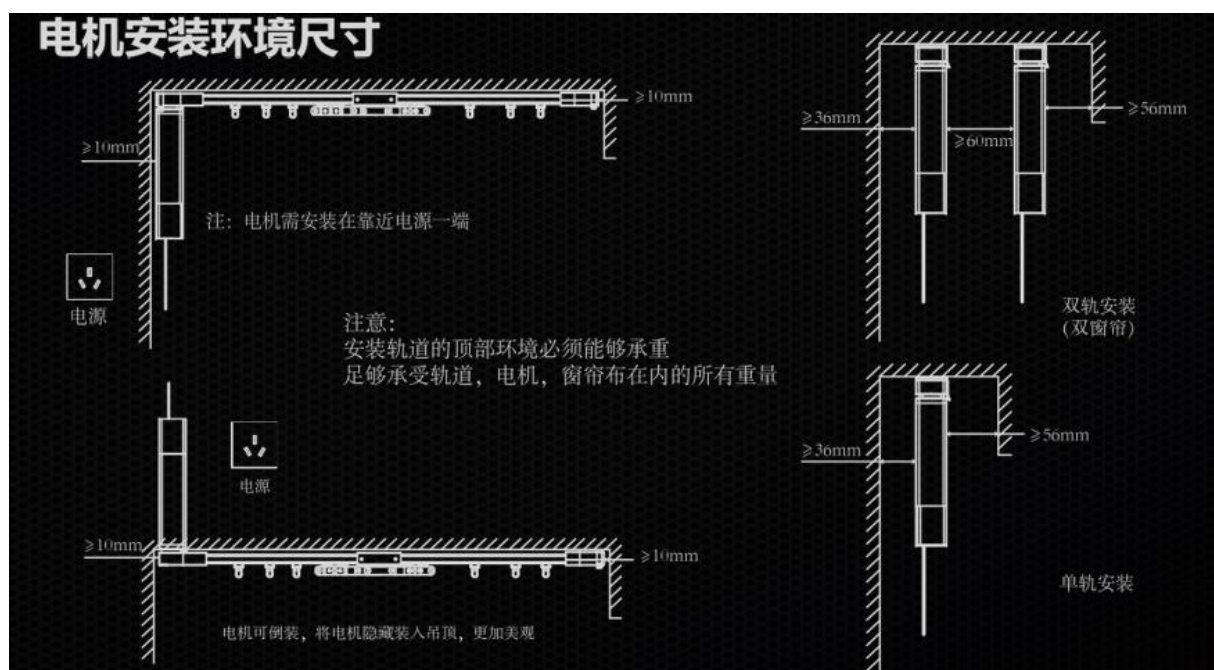 电机安装环境尺寸
≥10mm
≥10mm
注：电机需安装在靠近电源一端
电源
注意：
安装轨道的顶部环境必须能够承重
足够承受轨道，电机，窗帘布在内的所有重量
电源
≥10mm
≥10mm
电机可倒装，将电机隐藏装入吊顶，更加美观
≥36mm
≥60mm
≥56mm
双轨安装
(双窗帘)
≥36mm
≥56mm
单轨安装